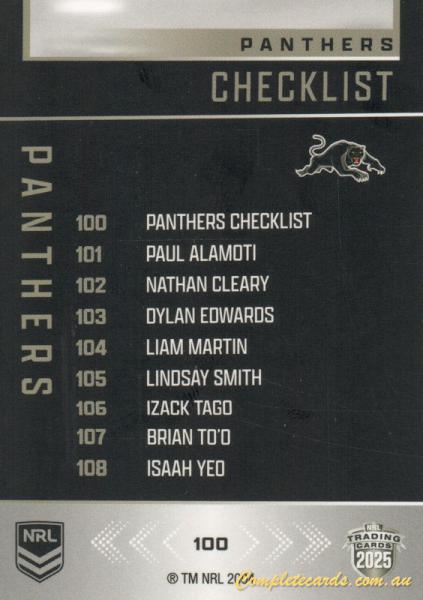 PANTHERS
CHECKLIST
PANTHERS
100 PANTHERS CHECKLIST
101 PAUL ALAMOTI
102 NATHAN CLEARY
103 DYLAN EDWARDS
104 LIAM MARTIN
105 LINDSAY SMITH
106 IZACK TAGO
107 BRIAN TO'O
108 ISAAH YEO
NRL
100
NRL
TRADING
CARDS
2025
® TM NRL
Completecards.com.au